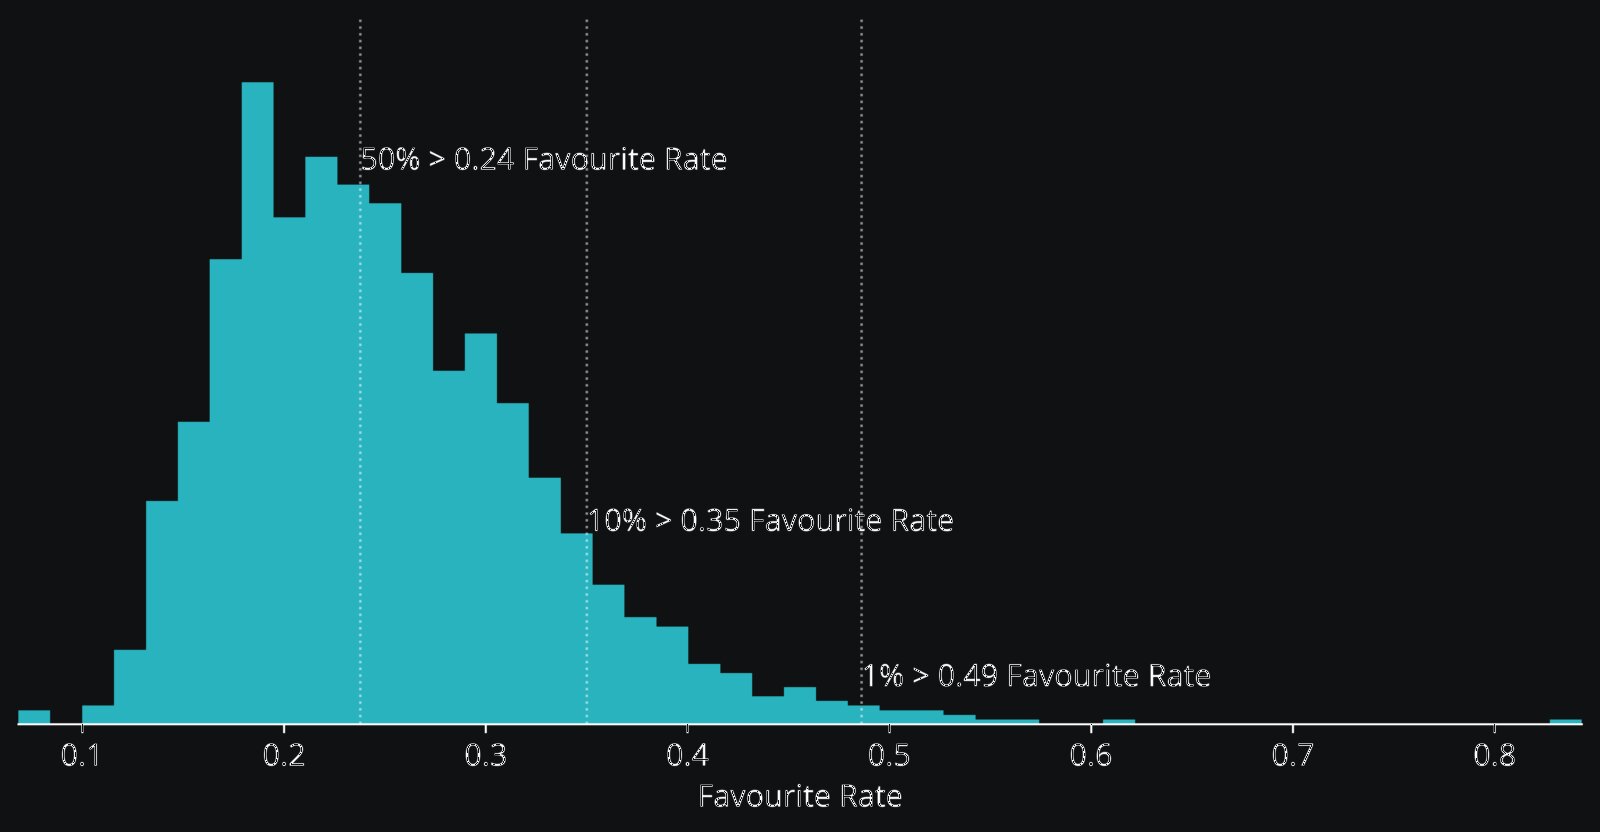 50% > 0.24 Favourite Rate
10% > 0.35 Favourite Rate
1% > 0.49 Favourite Rate
0.1 0.2 0.3 0.4 0.5 0.6 0.7 0.8
Favourite Rate